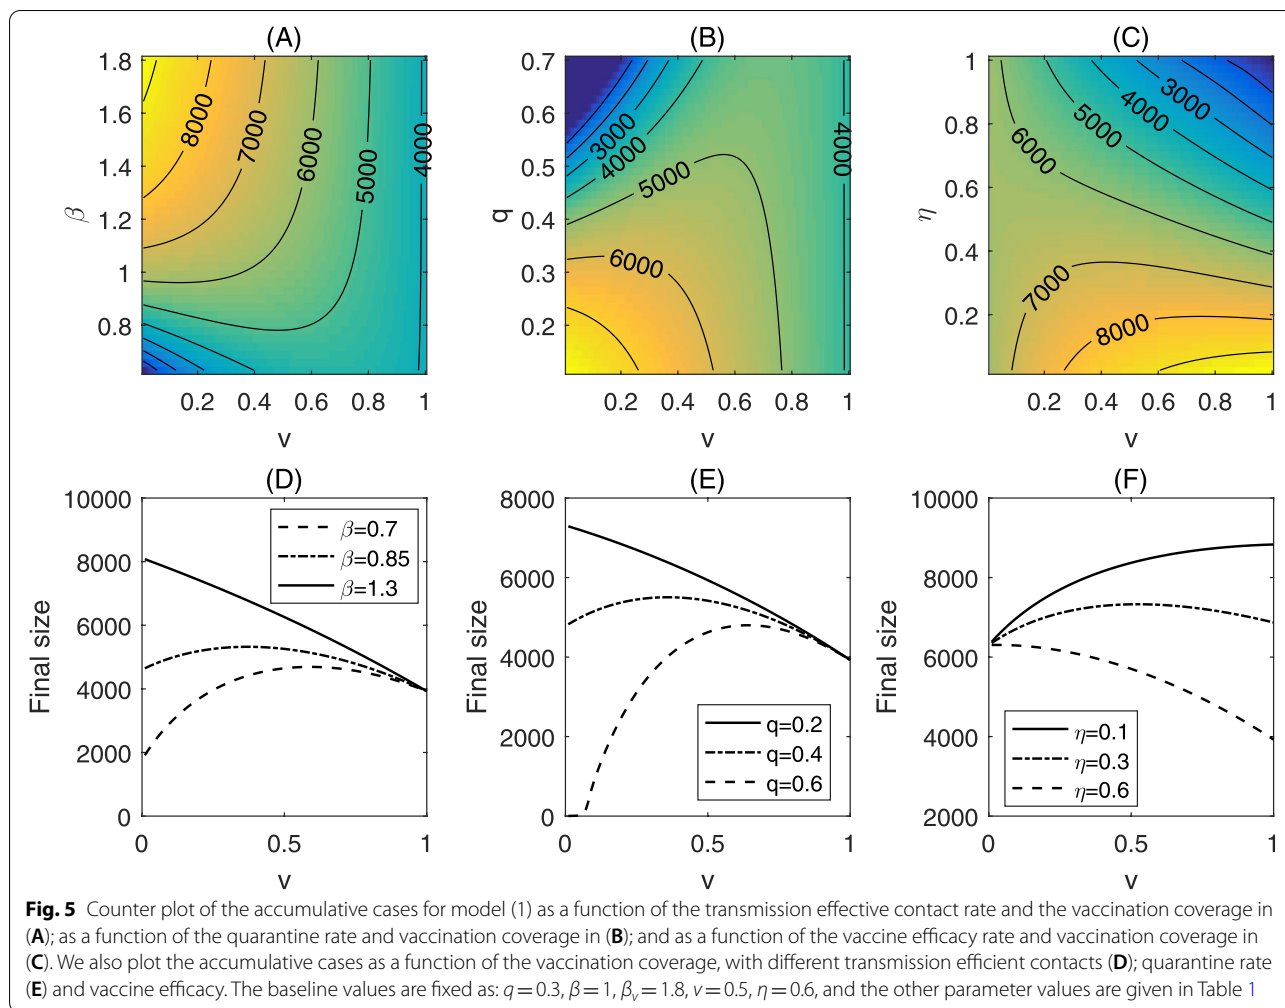 (A)
(B)
(C)
1.8
1.6
1.4
1.2
1
0.8
β
8000
7000
6000
5000
4000
0.2 0.4 0.6 0.8 1
v
0.7
0.6
0.5
0.4
0.3
0.2
q
3000
4000
5000
6000
4000
0.2 0.4 0.6 0.8 1
v
1
0.8
0.6
0.4
0.2
η
3000
4000
5000
6000
7000
8000
0.2 0.4 0.6 0.8 1
v
(D)
(E)
(F)
10000
8000
6000
4000
2000
0
Final size
β=0.7
β=0.85
β=1.3
0 0.5 1
v
8000
6000
4000
2000
0
Final size
q=0.2
q=0.4
q=0.6
0 0.5 1
v
10000
8000
6000
4000
2000
Final size
η=0.1
η=0.3
η=0.6
0 0.5 1
v
Fig. 5 Counter plot of the accumulative cases for model (1) as a function of the transmission effective contact rate and the vaccination coverage in
(A); as a function of the quarantine rate and vaccination coverage in (B); and as a function of the vaccine efficacy rate and vaccination coverage in
(C). We also plot the accumulative cases as a function of the vaccination coverage, with different transmission efficient contacts (D); quarantine rate
(E) and vaccine efficacy. The baseline values are fixed as: q = 0.3, β = 1, βv = 1.8, v = 0.5, η = 0.6, and the other parameter values are given in Table 1